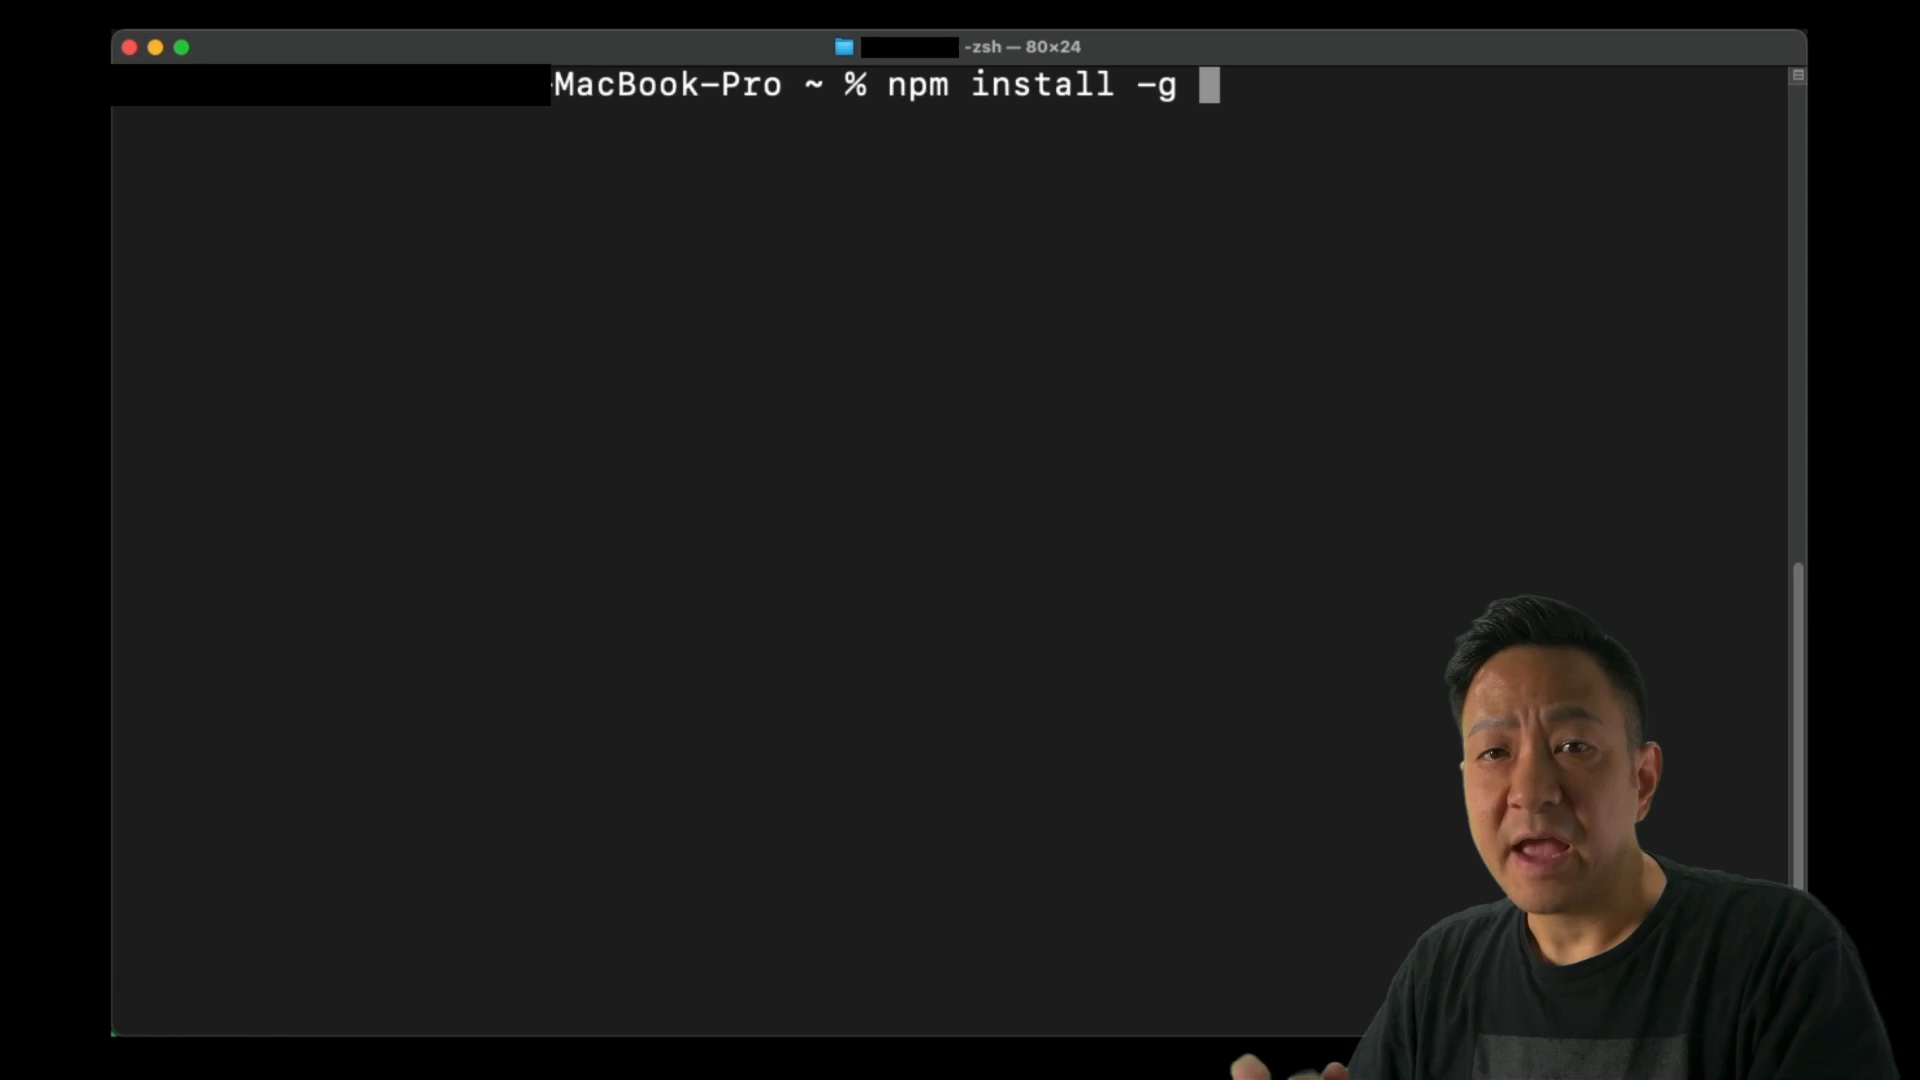 -zsh — 80×24
-MacBook-Pro ~ % npm install -g